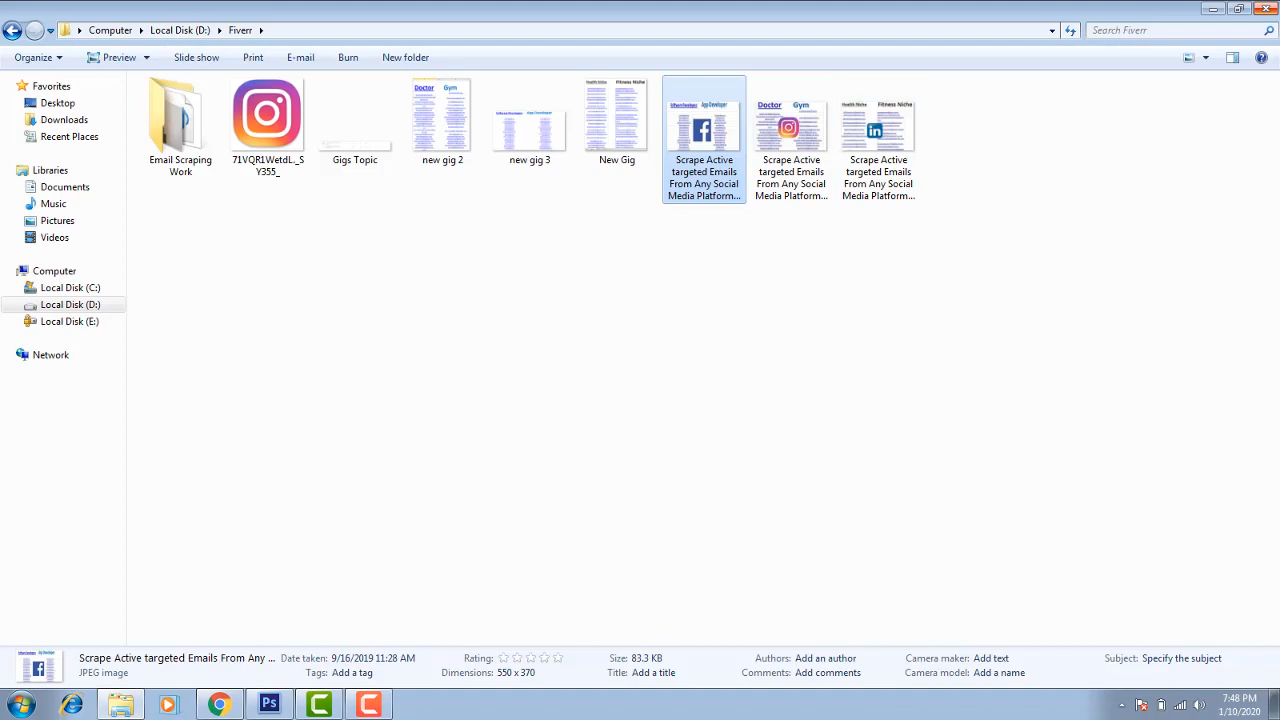 Computer Local Disk (D:) Fiverr
Search Fiverr
Organize Preview Slide show Print E-mail Burn New folder
Favorites
Desktop
Downloads
Recent Places
Libraries
Documents
Music
Pictures
Videos
Computer
Local Disk (C:)
Local Disk (D:)
Local Disk (E:)
Network
Email Scraping
Work
71VQR1WetdL._S
Y355_
Gigs Topic
Doctor Gym
new gig 2
new gig 3
Health Niche Fitness Niche
New Gig
App Developer
Scrape Active
targeted Emails
From Any Social
Media Platform...
Doctor Gym
Scrape Active
targeted Emails
From Any Social
Media Platform...
Health Niche Fitness Niche
in
Scrape Active
targeted Emails
From Any Social
Media Platform...
Scrape Active targeted Emails From Any ...
JPEG image
Date taken: 9/16/2019 11:28 AM
Tags: Add a tag
Rating:
Dimensions: 550 x 370
Size: 83.3 KB
Title: Add a title
Authors: Add an author
Comments: Add comments
Camera maker: Add text
Camera model: Add a name
Subject: Specify the subject
Ps
7:48 PM
1/10/2020